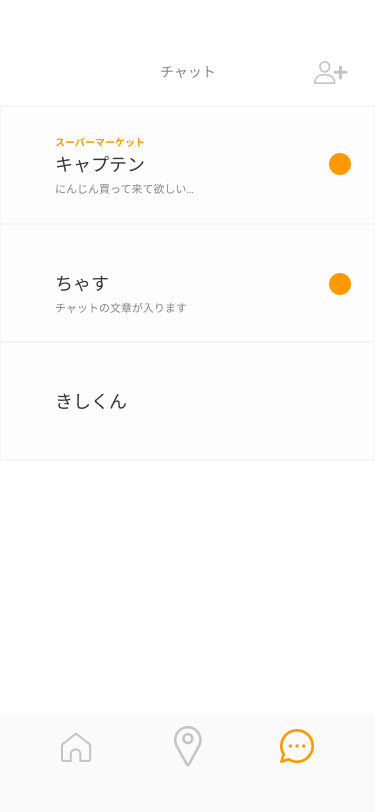 チャット
スーパーマーケット
キャプテン
にんじん買って来て欲しい...
ちゃす
チャットの文章が入ります
きしくん